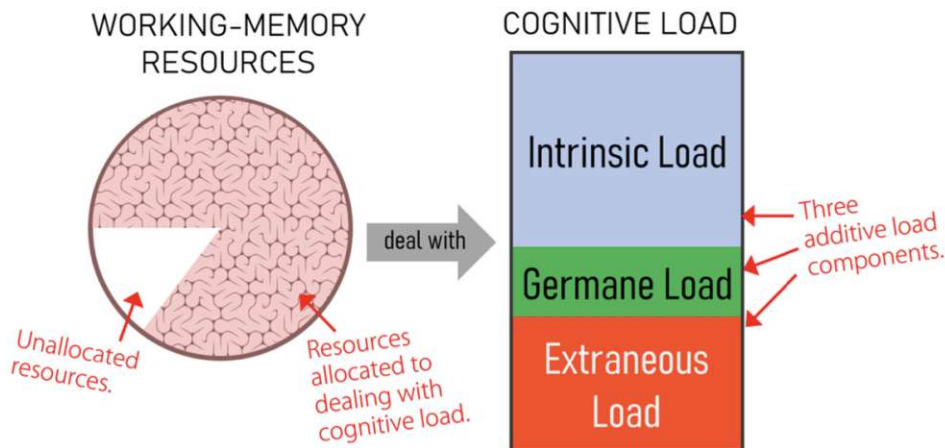 WORKING-MEMORY
RESOURCES
Unallocated
resources.
Resources
allocated to
dealing with
cognitive load.
deal with
COGNITIVE LOAD
Intrinsic Load
Germane Load
Extraneous
Load
Three
additive load
components.